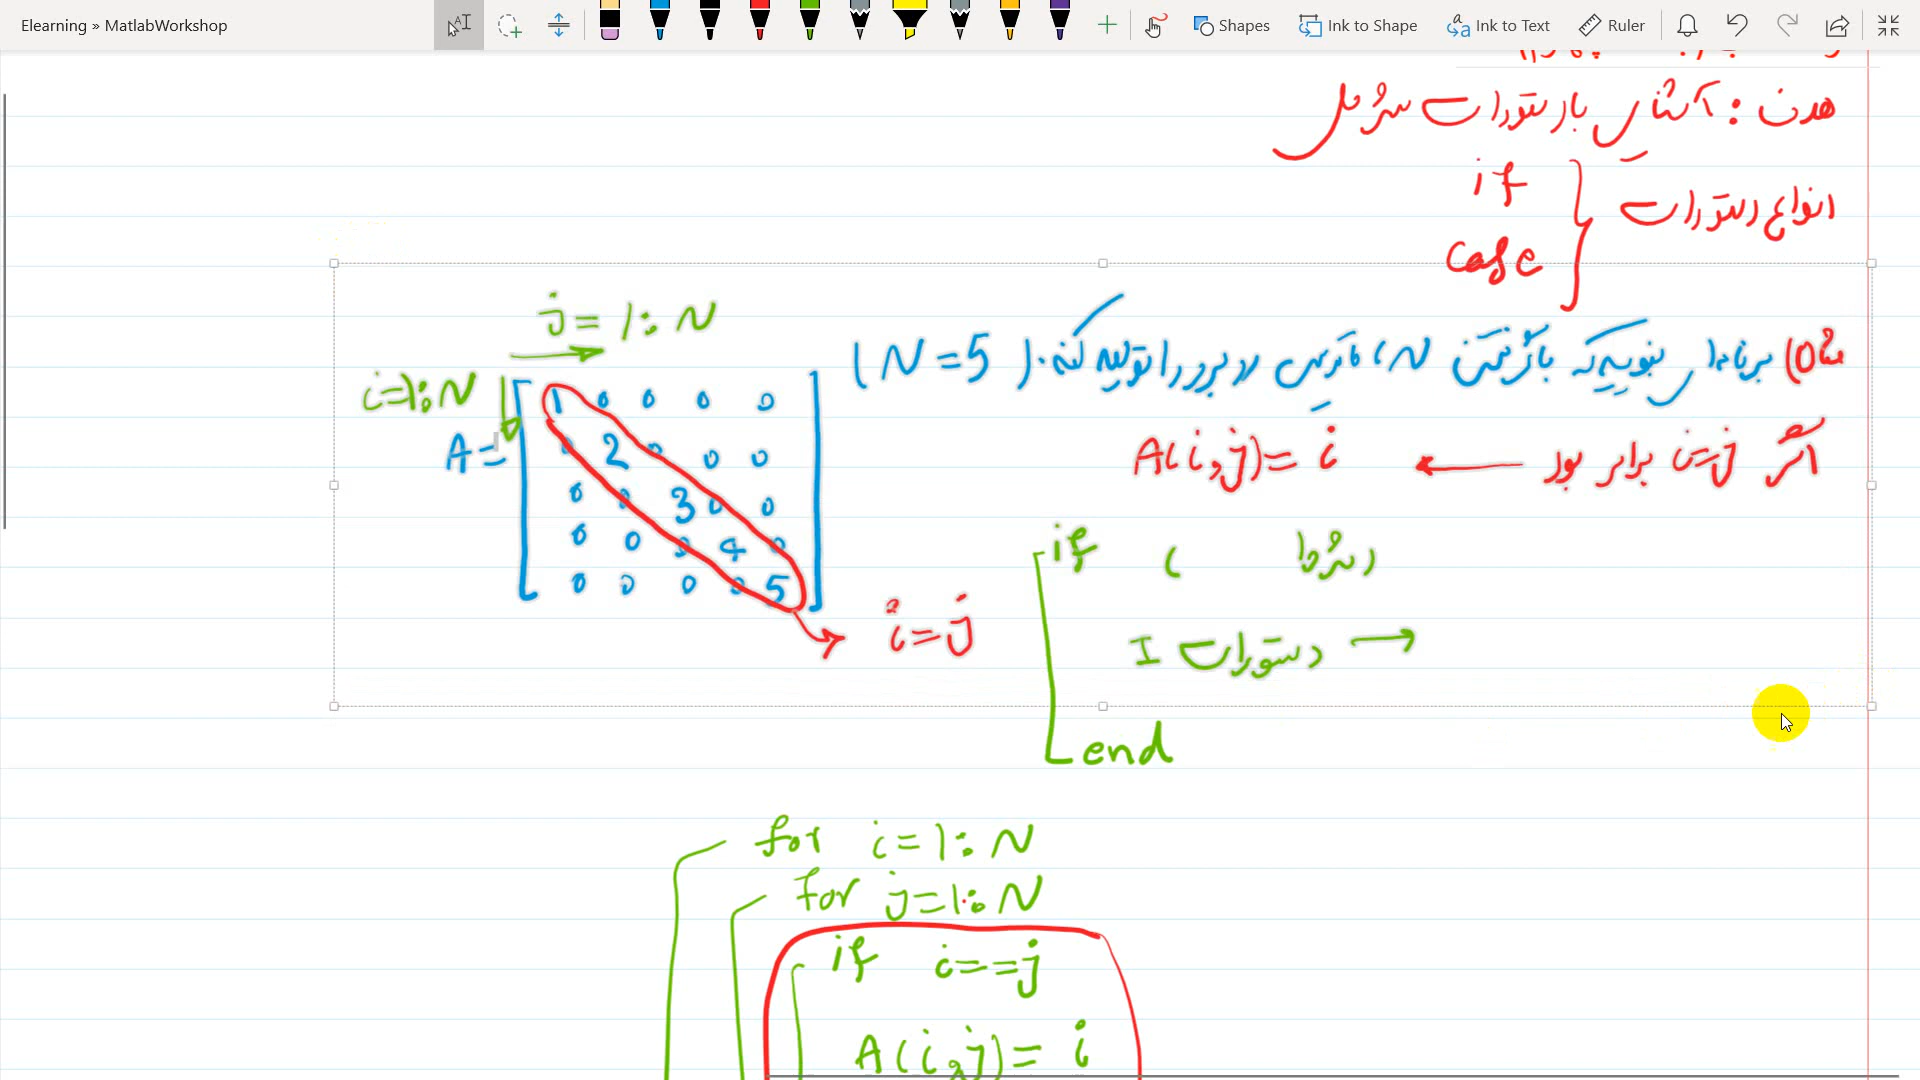 Elearning » MatlabWorkshop
Shapes
Ink to Shape
Ink to Text
Ruler
هدف : آشنایی با دستورات شرطی
انواع دستورات
if
case
مثال) برنامه‌ای بنویسید که با گرفتن N، ماتریس روبرو را تولید کند. (N=5)
j = 1:N
i=1:N
A=
1 0 0 0 0
0 2 0 0 0
0 0 3 0 0
0 0 0 4 0
0 0 0 0 5
i=j
اگر i=j برابر بود ← A(i,j)= i
if ( شرط )
دستورات I →
end
for i=1:N
for j=1:N
if i==j
A(i,j)= i